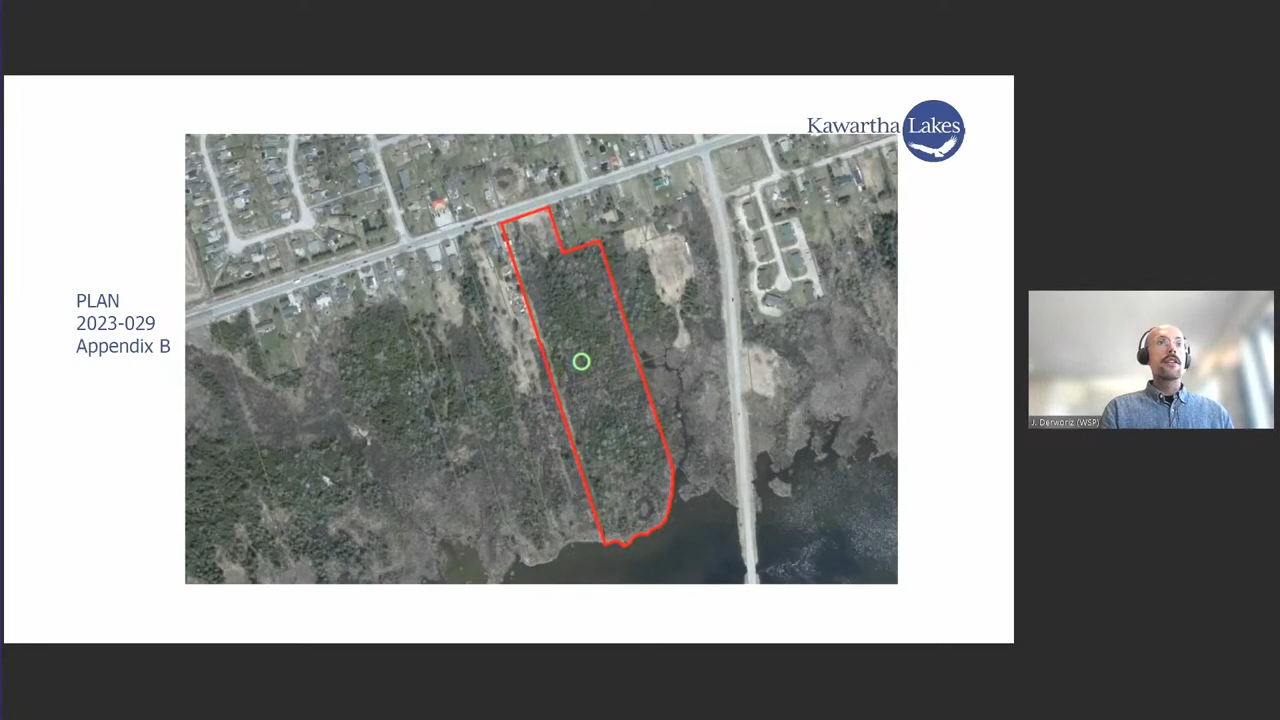 Kawartha Lakes
PLAN
2023-029
Appendix B
J. Derworiz (WSP)